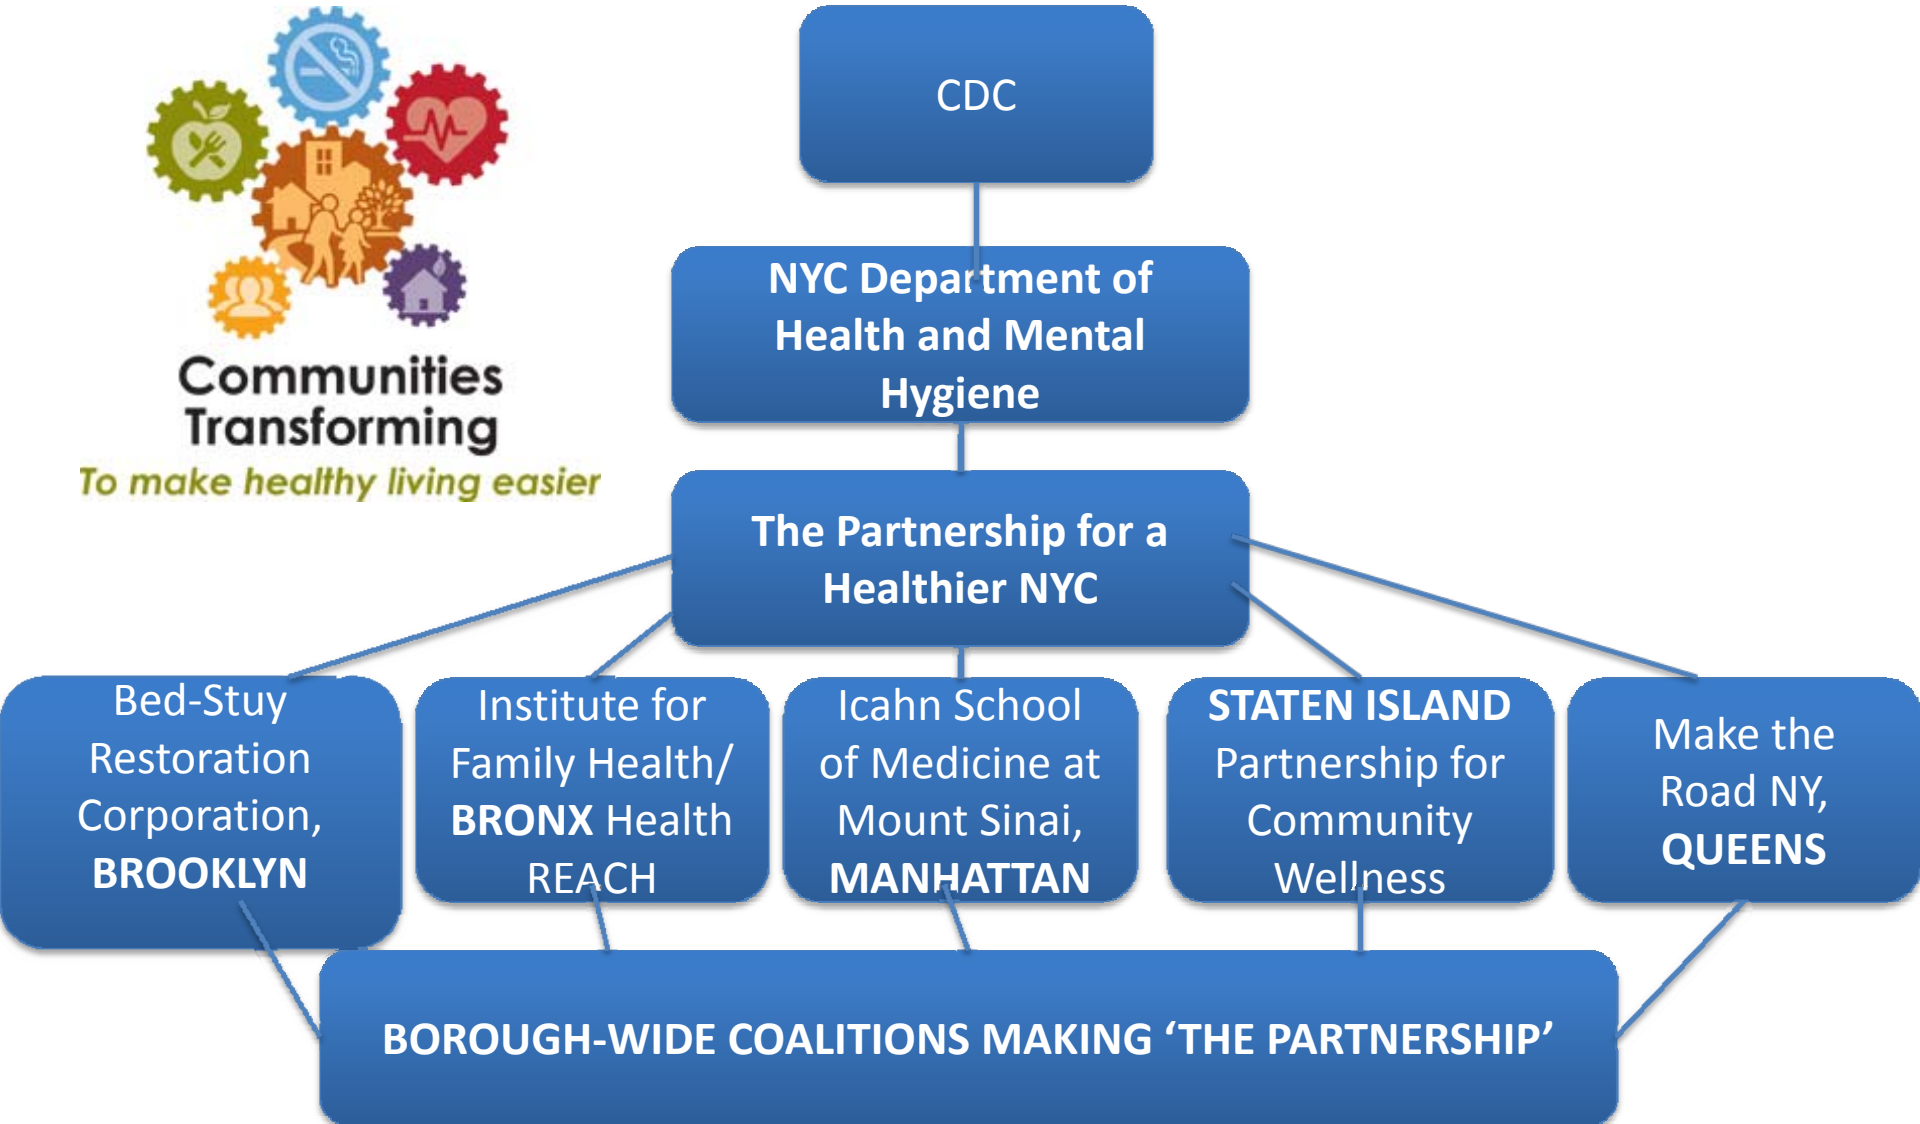 Communities
Transforming
To make healthy living easier
CDC
NYC Department of
Health and Mental
Hygiene
The Partnership for a
Healthier NYC
Bed-Stuy
Restoration
Corporation,
BROOKLYN
Institute for
Family Health/
BRONX Health
REACH
Icahn School
of Medicine at
Mount Sinai,
MANHATTAN
STATEN ISLAND
Partnership for
Community
Wellness
Make the
Road NY,
QUEENS
BOROUGH-WIDE COALITIONS MAKING ‘THE PARTNERSHIP’